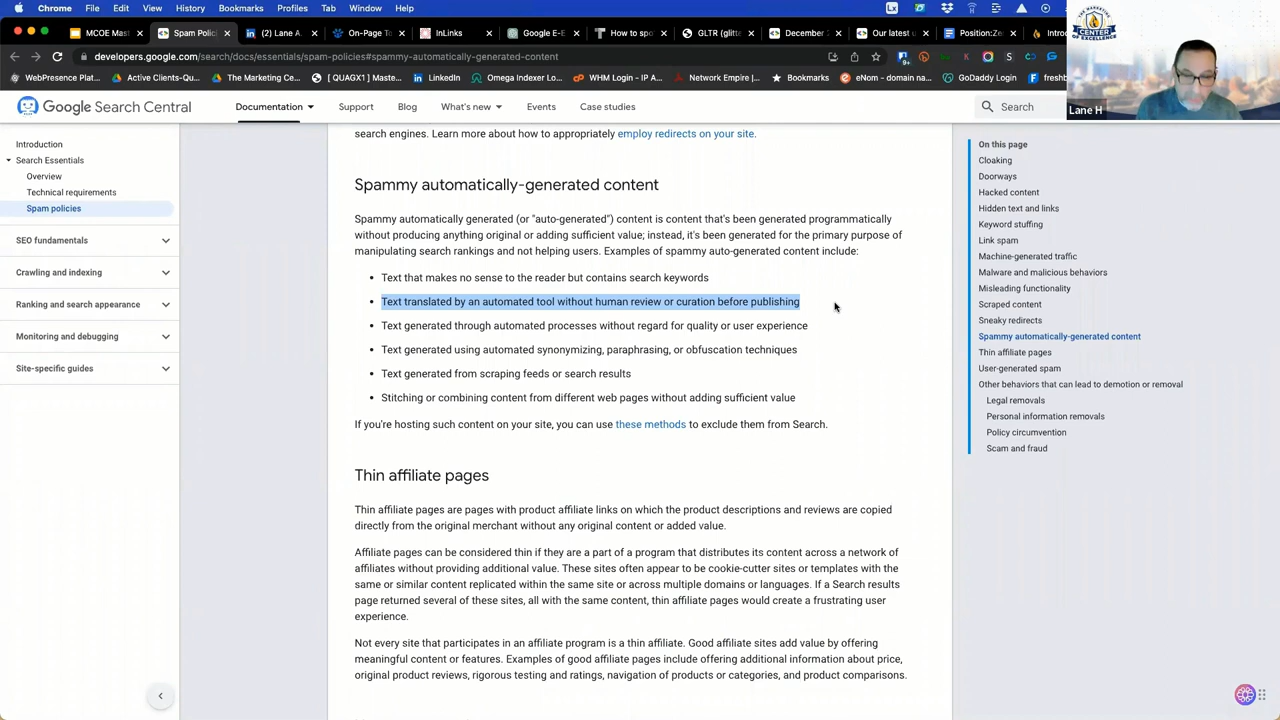 Chrome File Edit View History Bookmarks Profiles Tab Window Help
MCOE Mast
Spam Poli
(2) Lane A.
On-Page To
InLinks
Google E-E
How to spo
GLTR (glitt
December
Our latest u
Position:Ze
Intro
developers.google.com/search/docs/essentials/spam-policies#spammy-automatically-generated-content
WebPresence Plat...
Active Clients-Qu...
The Marketing Ce...
[ QUAGX1 ] Mast...
LinkedIn
Omega Indexer Lo...
WHM Login - IP A...
Network Empire |...
Bookmarks
eNom - domain na...
GoDaddy Login
freshb
THE MARKETING
CENTER
OF EXCELLENCE
Lane H
Google Search Central
Documentation
Support
Blog
What's new
Events
Case studies
Search
Introduction
Search Essentials
Overview
Technical requirements
Spam policies
SEO fundamentals
Crawling and indexing
Ranking and search appearance
Monitoring and debugging
Site-specific guides
search engines. Learn more about how to appropriately employ redirects on your site.
Spammy automatically-generated content
Spammy automatically generated (or "auto-generated") content is content that's been generated programmatically
without producing anything original or adding sufficient value; instead, it's been generated for the primary purpose of
manipulating search rankings and not helping users. Examples of spammy auto-generated content include:
• Text that makes no sense to the reader but contains search keywords
• Text translated by an automated tool without human review or curation before publishing
• Text generated through automated processes without regard for quality or user experience
• Text generated using automated synonymizing, paraphrasing, or obfuscation techniques
• Text generated from scraping feeds or search results
• Stitching or combining content from different web pages without adding sufficient value
If you're hosting such content on your site, you can use these methods to exclude them from Search.
Thin affiliate pages
Thin affiliate pages are pages with product affiliate links on which the product descriptions and reviews are copied
directly from the original merchant without any original content or added value.
Affiliate pages can be considered thin if they are a part of a program that distributes its content across a network of
affiliates without providing additional value. These sites often appear to be cookie-cutter sites or templates with the
same or similar content replicated within the same site or across multiple domains or languages. If a Search results
page returned several of these sites, all with the same content, thin affiliate pages would create a frustrating user
experience.
Not every site that participates in an affiliate program is a thin affiliate. Good affiliate sites add value by offering
meaningful content or features. Examples of good affiliate pages include offering additional information about price,
original product reviews, rigorous testing and ratings, navigation of products or categories, and product comparisons.
On this page
Cloaking
Doorways
Hacked content
Hidden text and links
Keyword stuffing
Link spam
Machine-generated traffic
Malware and malicious behaviors
Misleading functionality
Scraped content
Sneaky redirects
Spammy automatically-generated content
Thin affiliate pages
User-generated spam
Other behaviors that can lead to demotion or removal
Legal removals
Personal information removals
Policy circumvention
Scam and fraud